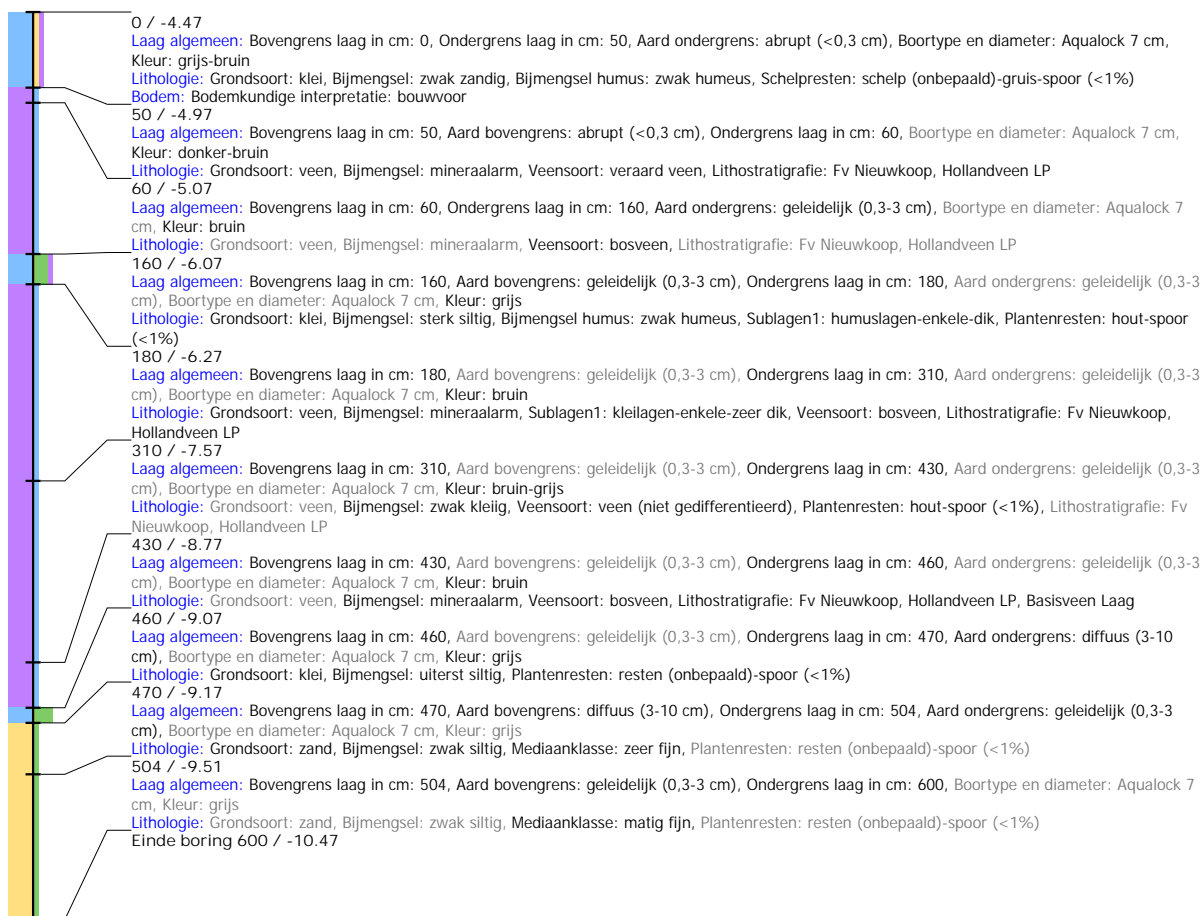 0 / -4.47
Laag algemeen: Bovengrens laag in cm: 0, Ondergrens laag in cm: 50, Aard ondergrens: abrupt (<0,3 cm), Boortype en diameter: Aqualock 7 cm,
Kleur: grijs-bruin
Lithologie: Grondsoort: klei, Bijmengsel: zwak zandig, Bijmengsel humus: zwak humeus, Schelpresten: schelp (onbepaald)-gruis-spoor (<1%)
Bodem: Bodemkundige interpretatie: bouwvoor
50 / -4.97
Laag algemeen: Bovengrens laag in cm: 50, Aard bovengrens: abrupt (<0,3 cm), Ondergrens laag in cm: 60, Boortype en diameter: Aqualock 7 cm,
Kleur: donker-bruin
Lithologie: Grondsoort: veen, Bijmengsel: mineraalarm, Veensoort: veraard veen, Lithostratigrafie: Fv Nieuwkoop, Hollandveen LP
60 / -5.07
Laag algemeen: Bovengrens laag in cm: 60, Ondergrens laag in cm: 160, Aard ondergrens: geleidelijk (0,3-3 cm), Boortype en diameter: Aqualock 7
cm, Kleur: bruin
Lithologie: Grondsoort: veen, Bijmengsel: mineraalarm, Veensoort: bosveen, Lithostratigrafie: Fv Nieuwkoop, Hollandveen LP
160 / -6.07
Laag algemeen: Bovengrens laag in cm: 160, Aard bovengrens: geleidelijk (0,3-3 cm), Ondergrens laag in cm: 180, Aard ondergrens: geleidelijk (0,3-3
cm), Boortype en diameter: Aqualock 7 cm, Kleur: grijs
Lithologie: Grondsoort: klei, Bijmengsel: sterk siltig, Bijmengsel humus: zwak humeus, Sublagen1: humuslagen-enkele-dik, Plantenresten: hout-spoor
(<1%)
180 / -6.27
Laag algemeen: Bovengrens laag in cm: 180, Aard bovengrens: geleidelijk (0,3-3 cm), Ondergrens laag in cm: 310, Aard ondergrens: geleidelijk (0,3-3
cm), Boortype en diameter: Aqualock 7 cm, Kleur: bruin
Lithologie: Grondsoort: veen, Bijmengsel: mineraalarm, Sublagen1: kleilagen-enkele-zeer dik, Veensoort: bosveen, Lithostratigrafie: Fv Nieuwkoop,
Hollandveen LP
310 / -7.57
Laag algemeen: Bovengrens laag in cm: 310, Aard bovengrens: geleidelijk (0,3-3 cm), Ondergrens laag in cm: 430, Aard ondergrens: geleidelijk (0,3-3
cm), Boortype en diameter: Aqualock 7 cm, Kleur: bruin-grijs
Lithologie: Grondsoort: veen, Bijmengsel: zwak kleiig, Veensoort: veen (niet gedifferentieerd), Plantenresten: hout-spoor (<1%), Lithostratigrafie: Fv
Nieuwkoop, Hollandveen LP
430 / -8.77
Laag algemeen: Bovengrens laag in cm: 430, Aard bovengrens: geleidelijk (0,3-3 cm), Ondergrens laag in cm: 460, Aard ondergrens: geleidelijk (0,3-3
cm), Boortype en diameter: Aqualock 7 cm, Kleur: bruin
Lithologie: Grondsoort: veen, Bijmengsel: mineraalarm, Veensoort: bosveen, Lithostratigrafie: Fv Nieuwkoop, Hollandveen LP, Basisveen Laag
460 / -9.07
Laag algemeen: Bovengrens laag in cm: 460, Aard bovengrens: geleidelijk (0,3-3 cm), Ondergrens laag in cm: 470, Aard ondergrens: diffuus (3-10
cm), Boortype en diameter: Aqualock 7 cm, Kleur: grijs
Lithologie: Grondsoort: klei, Bijmengsel: uiterst siltig, Plantenresten: resten (onbepaald)-spoor (<1%)
470 / -9.17
Laag algemeen: Bovengrens laag in cm: 470, Aard bovengrens: diffuus (3-10 cm), Ondergrens laag in cm: 504, Aard ondergrens: geleidelijk (0,3-3
cm), Boortype en diameter: Aqualock 7 cm, Kleur: grijs
Lithologie: Grondsoort: zand, Bijmengsel: zwak siltig, Mediaanklasse: zeer fijn, Plantenresten: resten (onbepaald)-spoor (<1%)
504 / -9.51
Laag algemeen: Bovengrens laag in cm: 504, Aard bovengrens: geleidelijk (0,3-3 cm), Ondergrens laag in cm: 600, Boortype en diameter: Aqualock 7
cm, Kleur: grijs
Lithologie: Grondsoort: zand, Bijmengsel: zwak siltig, Mediaanklasse: matig fijn, Plantenresten: resten (onbepaald)-spoor (<1%)
Einde boring 600 / -10.47